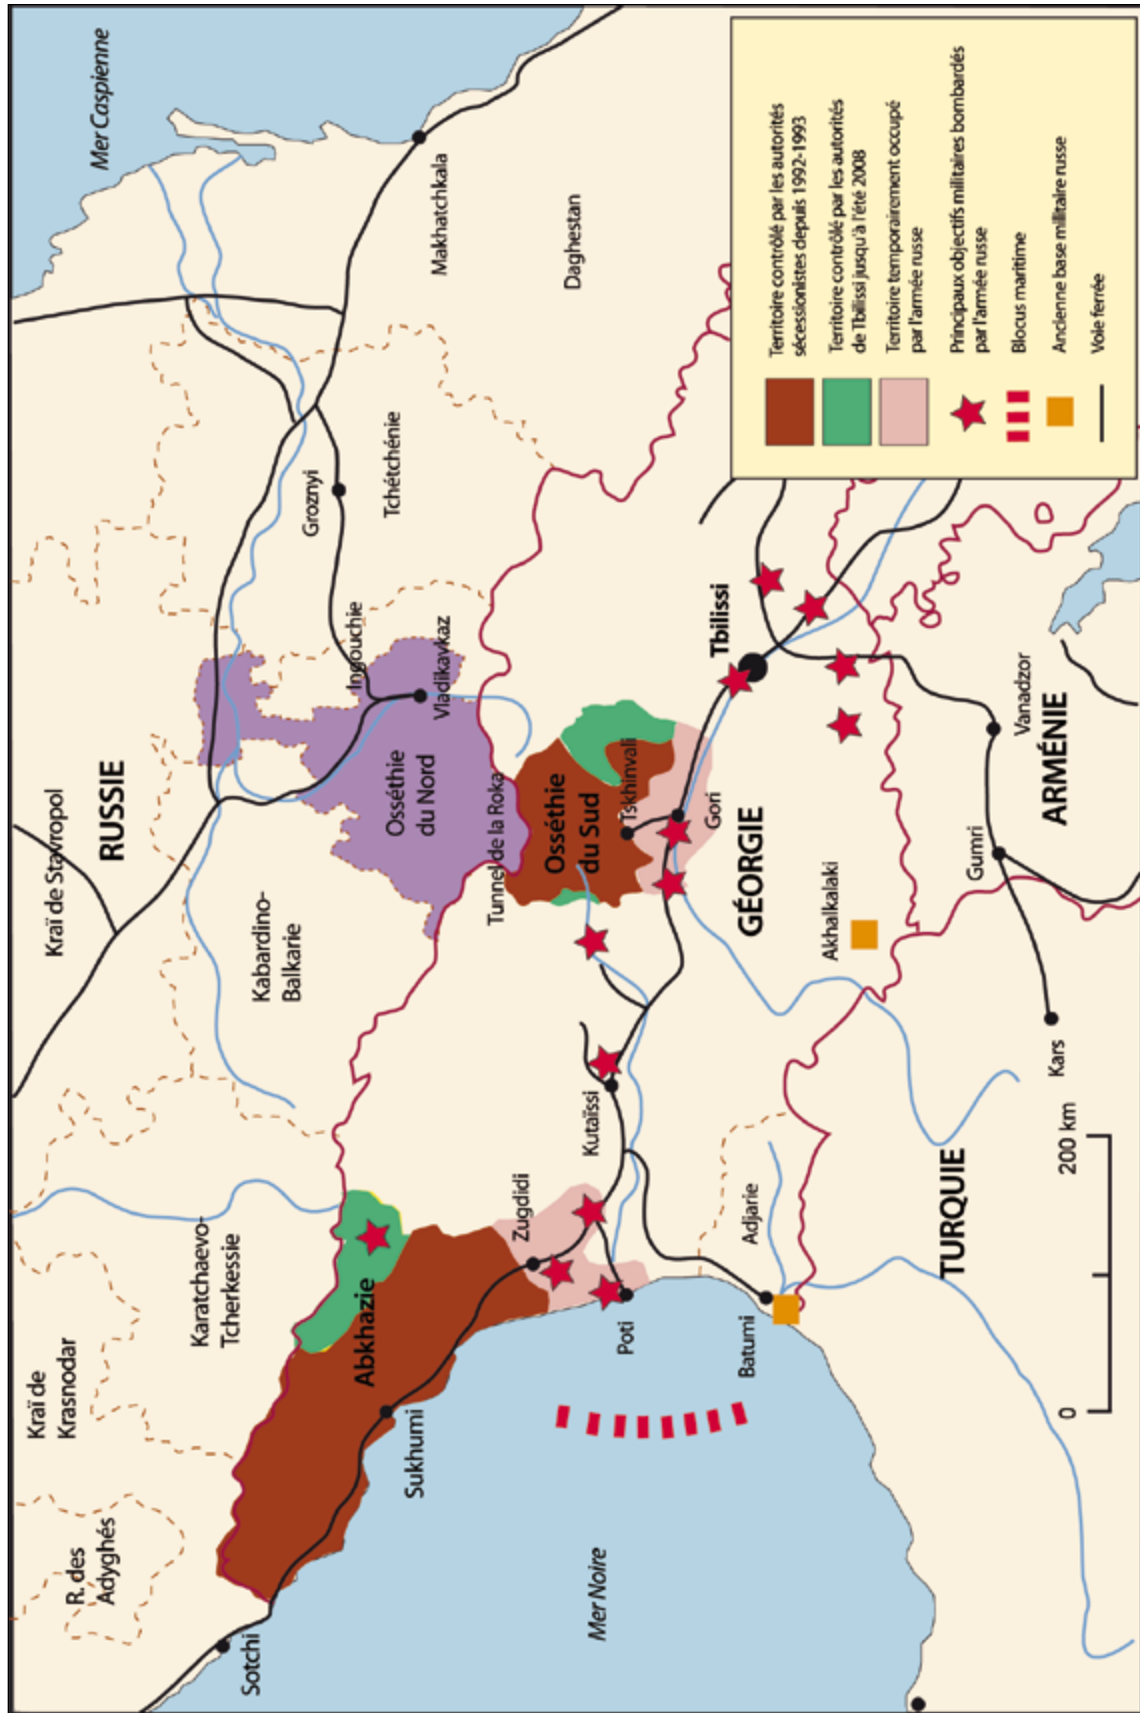 Mer Caspienne
Kraï de Stavropol
RUSSIE
Kraï de
Krasnodar
R. des
Adyghés
Karatchaevo-
Tcherkessie
Kabardino-
Balkarie
Osséthie
du Nord
Ingouchie
Vladikavkaz
Groznyi
Tchétchénie
Makhatchkala
Daghestan
Sotchi
Abkhazie
Sukhumi
Tunnel de la Roka
Osséthie
du Sud
Tskhinvali
Zugdidi
Kutaïssi
Gori
Tbilissi
Poti
GÉORGIE
Mer Noire
Batumi
Adjarie
Akhalkalaki
TURQUIE
Gumri
Vanadzor
ARMÉNIE
Kars
0
200 km
Territoire contrôlé par les autorités
sécessionistes depuis 1992-1993
Territoire contrôlé par les autorités
de Tbilissi jusqu'à l'été 2008
Territoire temporairement occupé
par l'armée russe
Principaux objectifs militaires bombardés
par l'armée russe
Blocus maritime
Ancienne base militaire russe
Voie ferrée